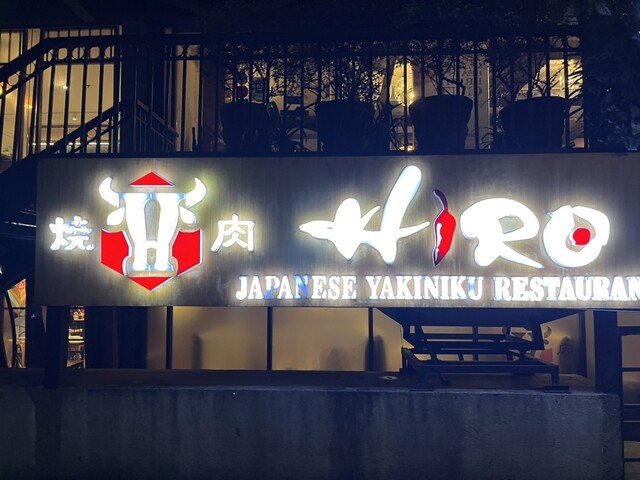 焼 H 肉
HIRO
JAPANESE YAKINIKU RESTAURAN